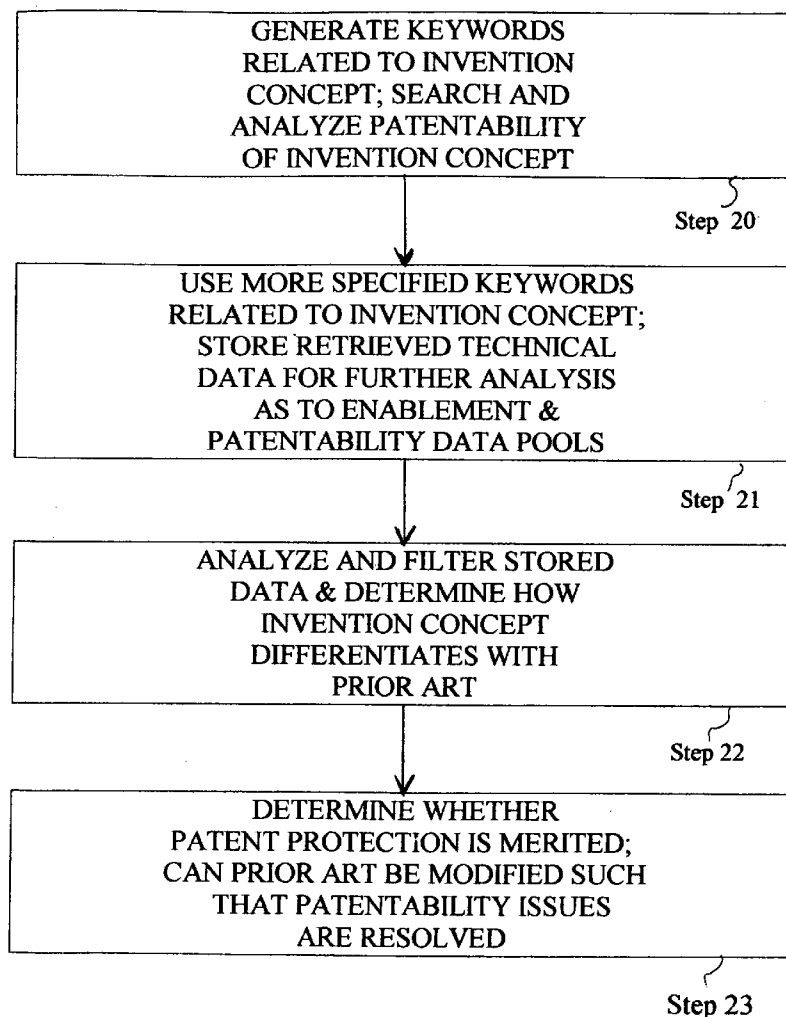 GENERATE KEYWORDS
RELATED TO INVENTION
CONCEPT; SEARCH AND
ANALYZE PATENTABILITY
OF INVENTION CONCEPT
Step 20
USE MORE SPECIFIED KEYWORDS
RELATED TO INVENTION CONCEPT;
STORE RETRIEVED TECHNICAL
DATA FOR FURTHER ANALYSIS
AS TO ENABLEMENT &
PATENTABILITY DATA POOLS
Step 21
ANALYZE AND FILTER STORED
DATA & DETERMINE HOW
INVENTION CONCEPT
DIFFERENTIATES WITH
PRIOR ART
Step 22
DETERMINE WHETHER
PATENT PROTECTION IS MERITED;
CAN PRIOR ART BE MODIFIED SUCH
THAT PATENTABILITY ISSUES
ARE RESOLVED
Step 23